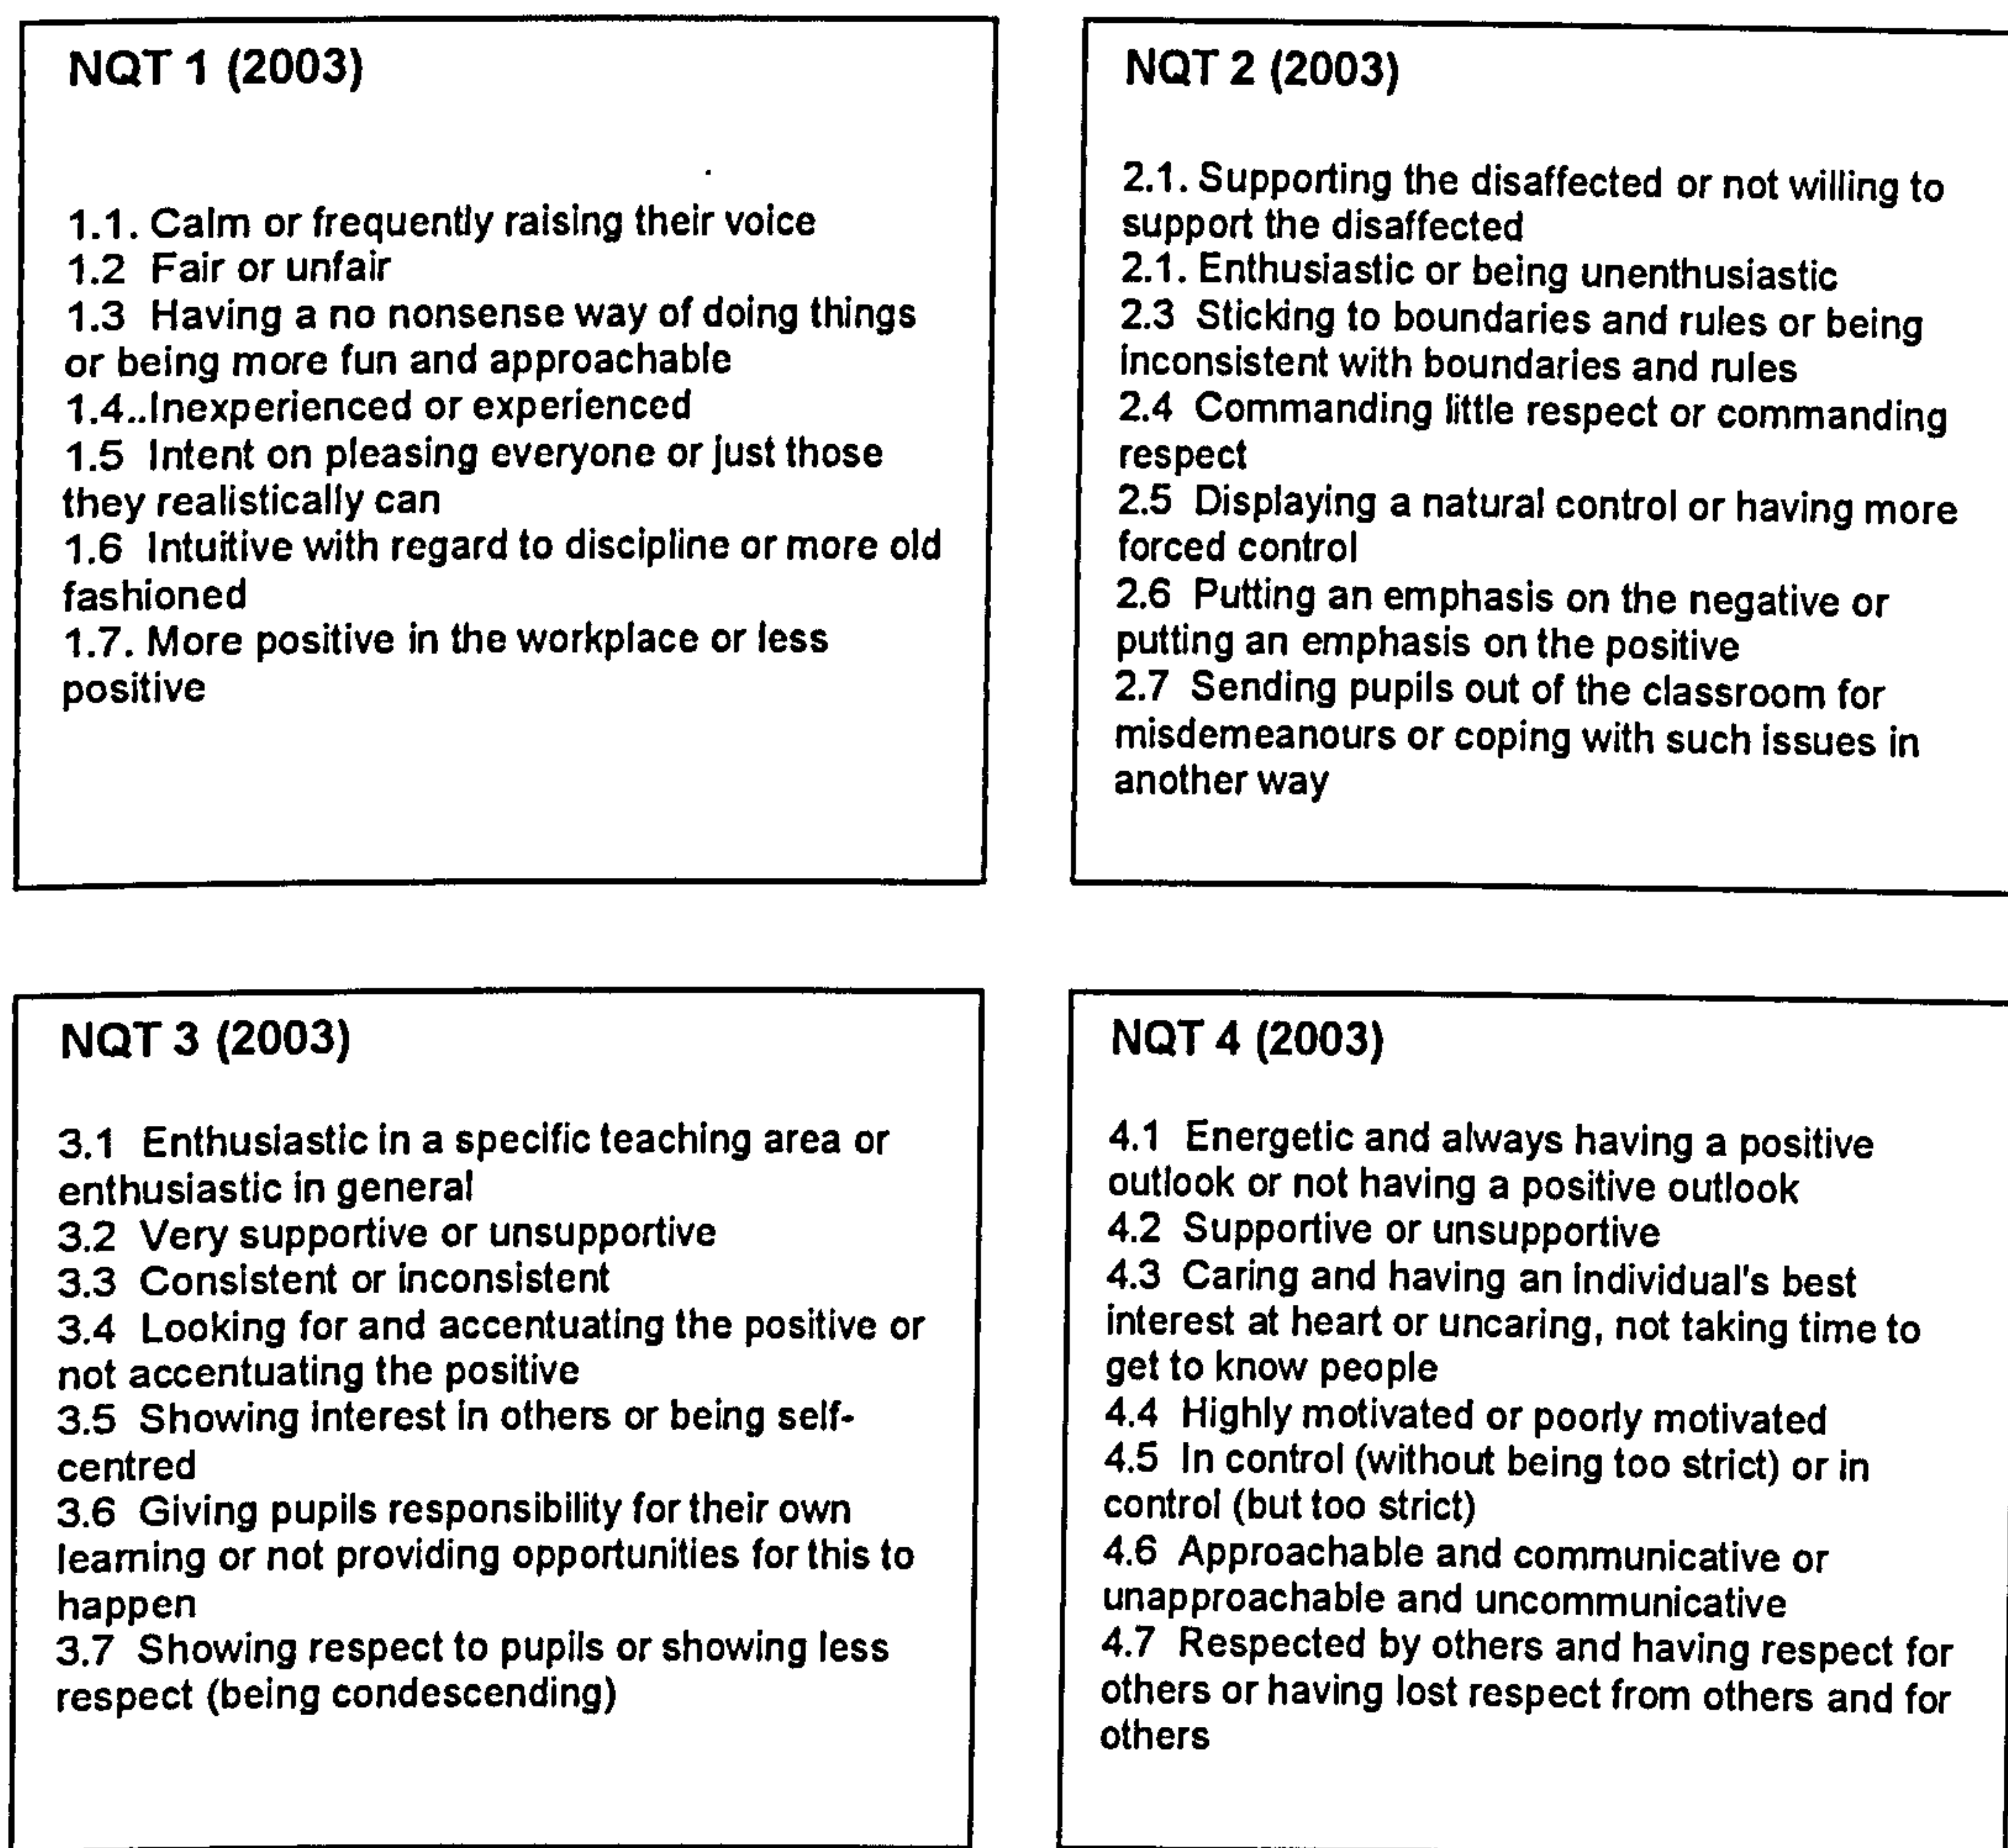 NQT 1 (2003)
1.1. Calm or frequently raising their voice
1.2 Fair or unfair
1.3 Having a no nonsense way of doing things
or being more fun and approachable
1.4..Inexperienced or experienced
1.5 Intent on pleasing everyone or just those
they realistically can
1.6 Intuitive with regard to discipline or more old
fashioned
1.7. More positive in the workplace or less
positive
NQT 2 (2003)
2.1. Supporting the disaffected or not willing to
support the disaffected
2.1. Enthusiastic or being unenthusiastic
2.3 Sticking to boundaries and rules or being
inconsistent with boundaries and rules
2.4 Commanding little respect or commanding
respect
2.5 Displaying a natural control or having more
forced control
2.6 Putting an emphasis on the negative or
putting an emphasis on the positive
2.7 Sending pupils out of the classroom for
misdemeanours or coping with such issues in
another way
NQT 3 (2003)
3.1 Enthusiastic in a specific teaching area or
enthusiastic in general
3.2 Very supportive or unsupportive
3.3 Consistent or inconsistent
3.4 Looking for and accentuating the positive or
not accentuating the positive
3.5 Showing interest in others or being self-
centred
3.6 Giving pupils responsibility for their own
learning or not providing opportunities for this to
happen
3.7 Showing respect to pupils or showing less
respect (being condescending)
NQT 4 (2003)
4.1 Energetic and always having a positive
outlook or not having a positive outlook
4.2 Supportive or unsupportive
4.3 Caring and having an individual's best
interest at heart or uncaring, not taking time to
get to know people
4.4 Highly motivated or poorly motivated
4.5 In control (without being too strict) or in
control (but too strict)
4.6 Approachable and communicative or
unapproachable and uncommunicative
4.7 Respected by others and having respect for
others or having lost respect from others and for
others